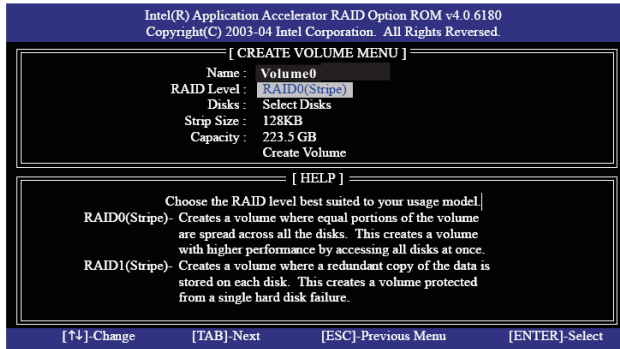 Intel(R) Application Accelerator RAID Option ROM v4.0.6180
Copyright(C) 2003-04 Intel Corporation. All Rights Reserved.
[ CREATE VOLUME MENU ]
Name : Volume0
RAID Level : RAID0(Stripe)
Disks : Select Disks
Strip Size : 128KB
Capacity : 223.5 GB
Create Volume
[ HELP ]
Choose the RAID level best suited to your usage model.
RAID0(Stripe)- Creates a volume where equal portions of the volume
are spread across all the disks. This creates a volume
with higher performance by accessing all disks at once.
RAID1(Stripe)- Creates a volume where a redundant copy of the data is
stored on each disk. This creates a volume protected
from a single hard disk failure.
[↑↓]-Change [TAB]-Next [ESC]-Previous Menu [ENTER]-Select